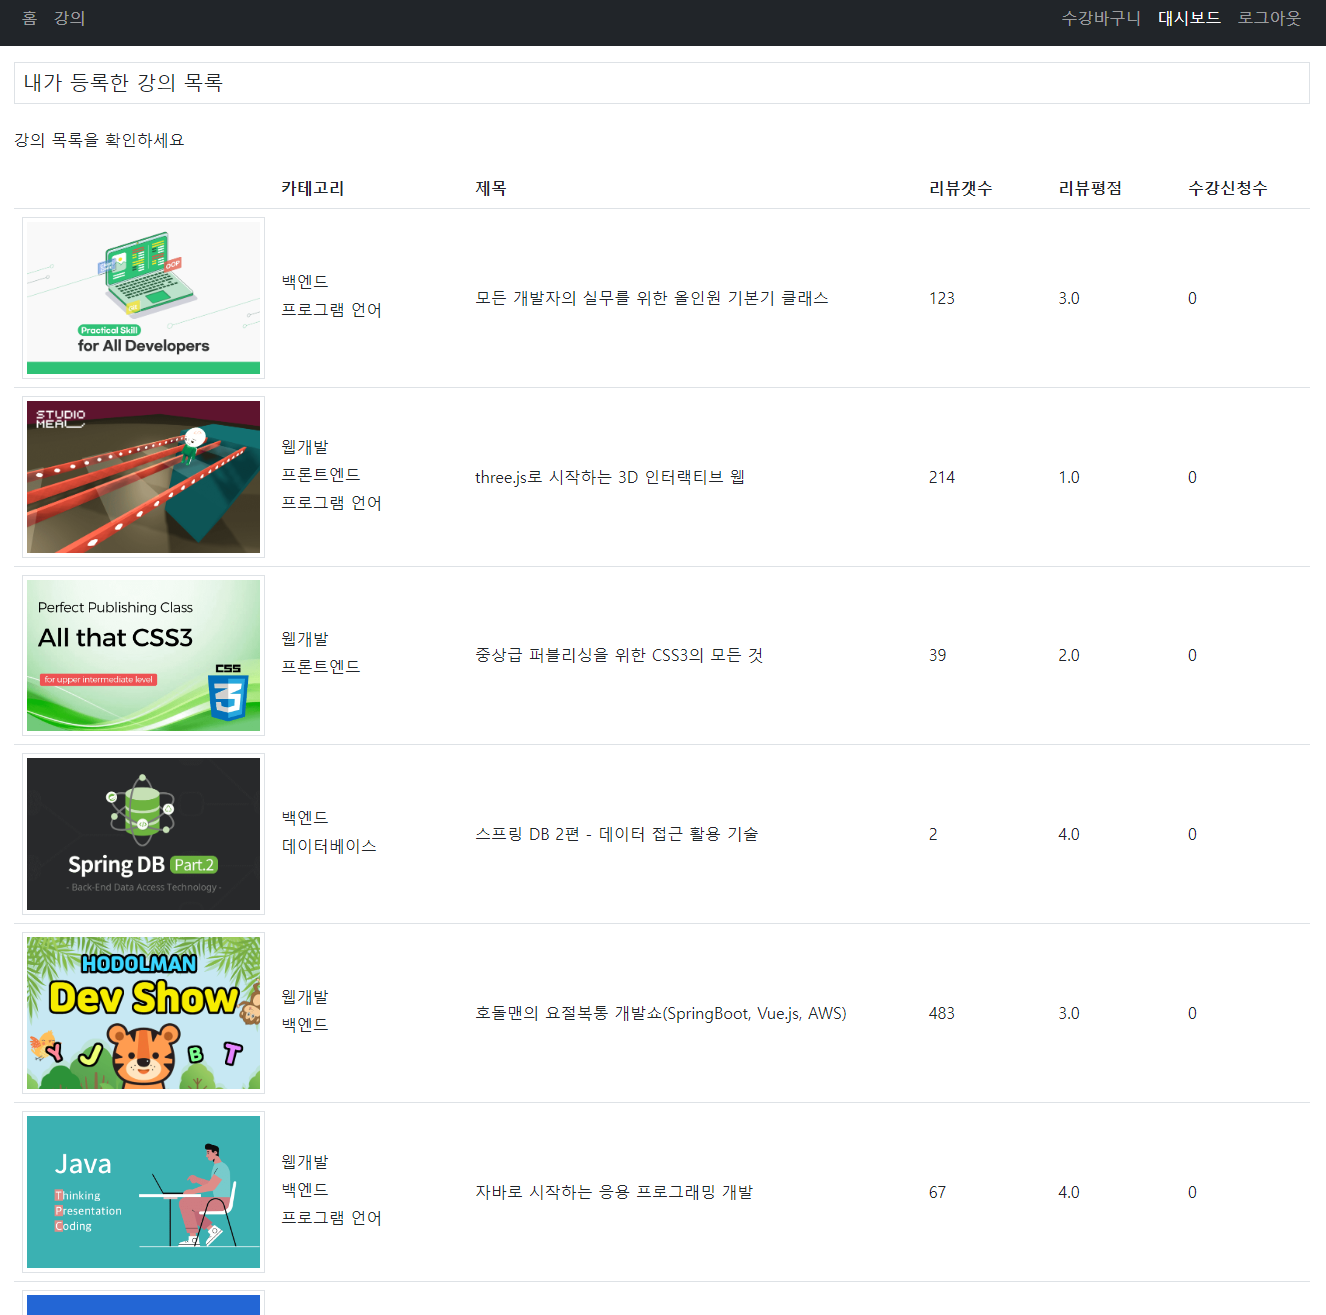 홈 강의 수강바구니 대시보드 로그아웃
내가 등록한 강의 목록
강의 목록을 확인하세요
카테고리 제목 리뷰갯수 리뷰평점 수강신청수
OOP
Practical Skill
for All Developers
백엔드
프로그램 언어
모든 개발자의 실무를 위한 올인원 기본기 클래스 123 3.0 0
STUDIO
MEAL
웹개발
프론트엔드
프로그램 언어
three.js로 시작하는 3D 인터랙티브 웹 214 1.0 0
Perfect Publishing Class
All that CSS3
for upper intermediate level
CSS
3
웹개발
프론트엔드
중상급 퍼블리싱을 위한 CSS3의 모든 것 39 2.0 0
Spring DB Part.2
- Back-End Data Access Technology -
백엔드
데이터베이스
스프링 DB 2편 - 데이터 접근 활용 기술 2 4.0 0
HODOLMAN
Dev Show
Y J B T
웹개발
백엔드
호돌맨의 요절복통 개발쇼(SpringBoot, Vue.js, AWS) 483 3.0 0
Java
Thinking
Presentation
Coding
웹개발
백엔드
프로그램 언어
자바로 시작하는 응용 프로그래밍 개발 67 4.0 0